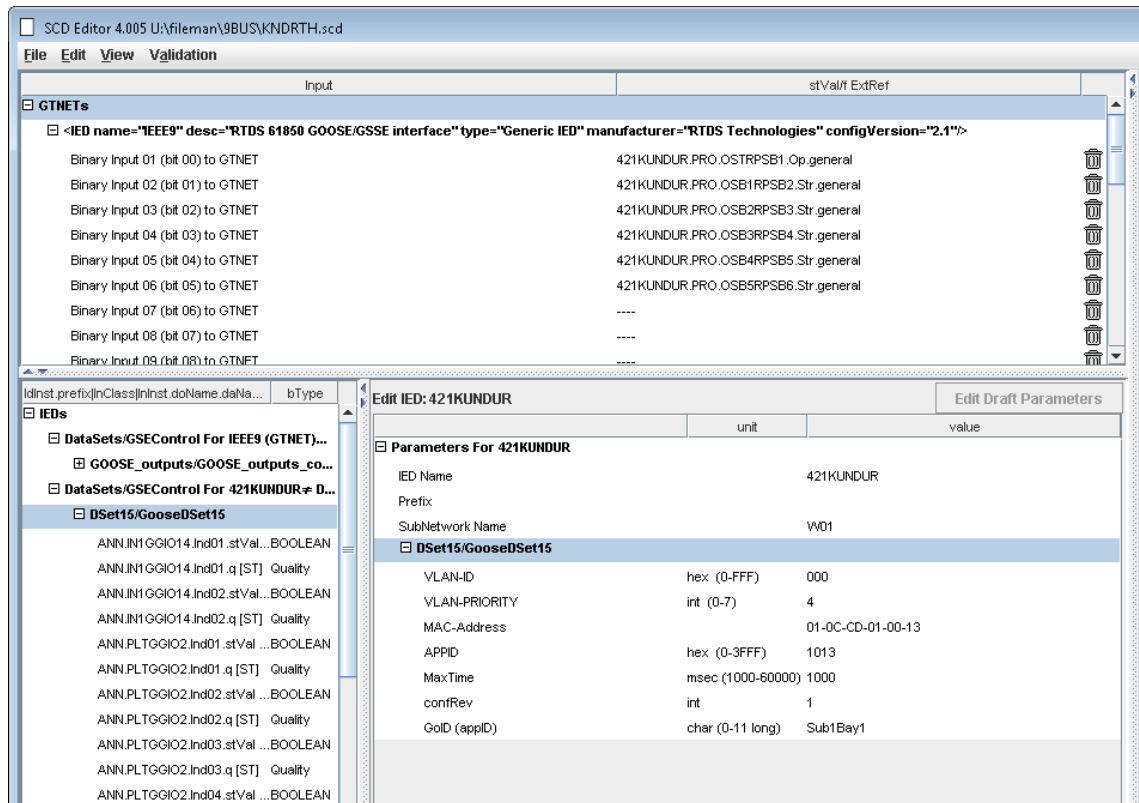 SCD Editor 4.005 U:\fileman\9BUS\KNDRTH.scd
File Edit View Validation
Input stVal/f ExtRef
GTNETs
<IED name="IEEE9" desc="RTDS 61850 GOOSE/GSSE interface" type="Generic IED" manufacturer="RTDS Technologies" configVersion="2.1"/>
Binary Input 01 (bit 00) to GTNET 421KUNDUR.PRO.OSTRPSB1.Op.general
Binary Input 02 (bit 01) to GTNET 421KUNDUR.PRO.OSB1RPSB2.Str.general
Binary Input 03 (bit 02) to GTNET 421KUNDUR.PRO.OSB2RPSB3.Str.general
Binary Input 04 (bit 03) to GTNET 421KUNDUR.PRO.OSB3RPSB4.Str.general
Binary Input 05 (bit 04) to GTNET 421KUNDUR.PRO.OSB4RPSB5.Str.general
Binary Input 06 (bit 05) to GTNET 421KUNDUR.PRO.OSB5RPSB6.Str.general
Binary Input 07 (bit 06) to GTNET ----
Binary Input 08 (bit 07) to GTNET ----
Binary Input 09 (bit 08) to GTNET ----
ldInst.prefix|lnClass|lnInst.doName.daNa... bType
IEDs
DataSets/GSEControl For IEEE9 (GTNET)...
GOOSE_outputs/GOOSE_outputs_co...
DataSets/GSEControl For 421KUNDUR≠ D...
DSet15/GooseDSet15
ANN.IN1GGIO14.Ind01.stVal...BOOLEAN
ANN.IN1GGIO14.Ind01.q [ST] Quality
ANN.IN1GGIO14.Ind02.stVal...BOOLEAN
ANN.IN1GGIO14.Ind02.q [ST] Quality
ANN.PLTGGIO2.Ind01.stVal ...BOOLEAN
ANN.PLTGGIO2.Ind01.q [ST] Quality
ANN.PLTGGIO2.Ind02.stVal ...BOOLEAN
ANN.PLTGGIO2.Ind02.q [ST] Quality
ANN.PLTGGIO2.Ind03.stVal ...BOOLEAN
ANN.PLTGGIO2.Ind03.q [ST] Quality
ANN.PLTGGIO2.Ind04.stVal ...BOOLEAN
Edit IED: 421KUNDUR Edit Draft Parameters
unit value
Parameters For 421KUNDUR
IED Name 421KUNDUR
Prefix
SubNetwork Name W01
DSet15/GooseDSet15
VLAN-ID hex (0-FFF) 000
VLAN-PRIORITY int (0-7) 4
MAC-Address 01-0C-CD-01-00-13
APPID hex (0-3FFF) 1013
MaxTime msec (1000-60000) 1000
confRev int 1
GoID (appID) char (0-11 long) Sub1Bay1